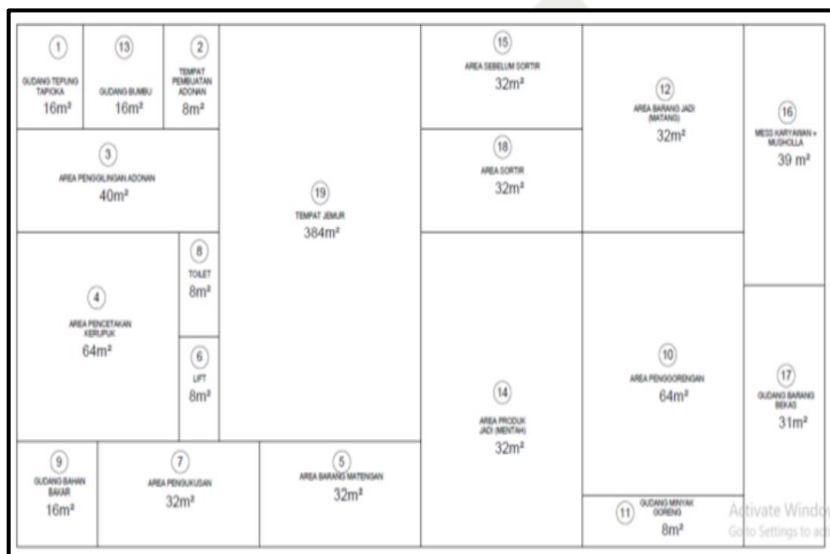 1
GUDANG TEPUNG
TAPIOKA
16m²
13
GUDANG BUMBU
16m²
2
TEMPAT
PEMBUATAN
ADONAN
8m²
3
AREA PENGGILINGAN ADONAN
40m²
4
AREA PENCETAKAN
KERUPUK
64m²
8
TOILET
8m²
6
LIFT
8m²
9
GUDANG BAHAN
BAKAR
16m²
7
AREA PENGUKUSAN
32m²
5
AREA BARANG MATENGAN
32m²
19
TEMPAT JEMUR
384m²
15
AREA SEBELUM SORTIR
32m²
18
AREA SORTIR
32m²
14
AREA PRODUK
JADI (MENTAH)
32m²
12
AREA BARANG JADI
(MATANG)
32m²
10
AREA PENGGORENGAN
64m²
11
GUDANG MINYAK
GORENG
8m²
16
MESS KARYAWAN +
MUSHOLLA
39 m²
17
GUDANG BARANG
BEKAS
31m²
Activate Window
Go to Settings to act